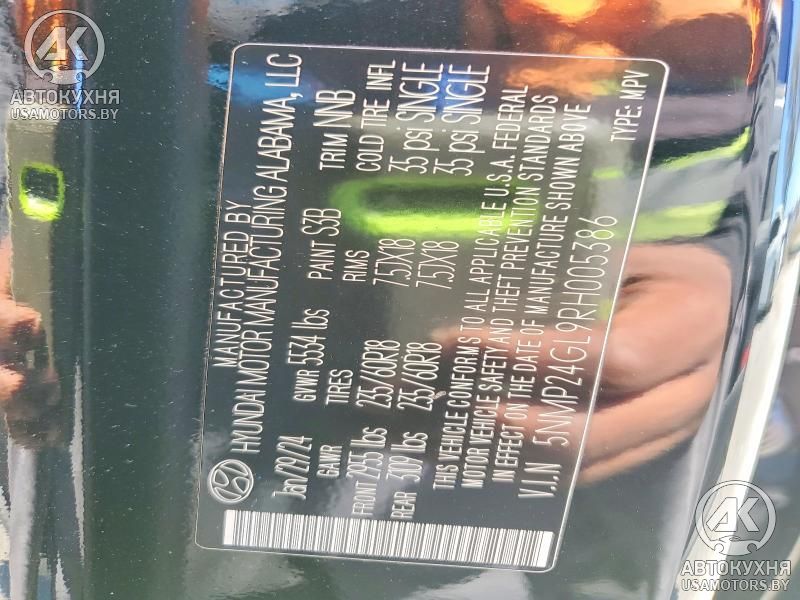 MANUFACTURED BY
HYUNDAI MOTOR MANUFACTURING ALABAMA, LLC
Jan/29/24 GVWR 5534 lbs PAINT S3B TRIM NNB
GAWR TIRES RIMS COLD TIRE INFL
FRONT 2955 lbs 235/60R18 7.5JX18 35 psi SINGLE
REAR 3109 lbs 235/60R18 7.5JX18 35 psi SINGLE
THIS VEHICLE CONFORMS TO ALL APPLICABLE U.S.A. FEDERAL
MOTOR VEHICLE SAFETY AND THEFT PREVENTION STANDARDS
IN EFFECT ON THE DATE OF MANUFACTURE SHOWN ABOVE
V.I.N 5NMP24GL9RH005386 TYPE: MPV
АК
АВТОКУХНЯ
USAMOTORS.BY
АК
АВТОКУХНЯ
USAMOTORS.BY